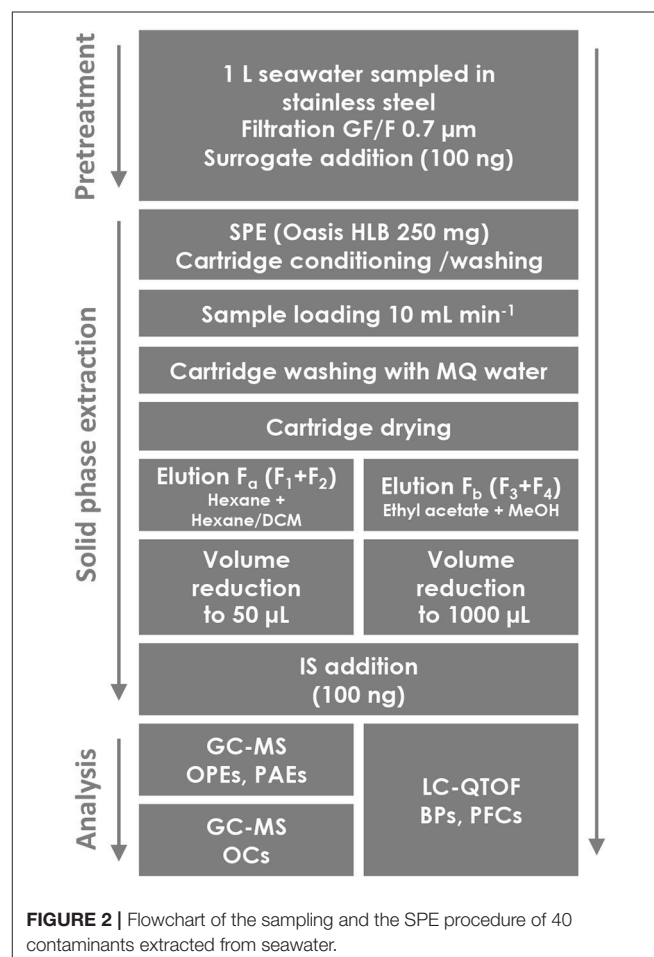 Pretreatment
1 L seawater sampled in
stainless steel
Filtration GF/F 0.7 µm
Surrogate addition (100 ng)
Solid phase extraction
SPE (Oasis HLB 250 mg)
Cartridge conditioning /washing
Sample loading 10 mL min⁻¹
Cartridge washing with MQ water
Cartridge drying
Elution Fₐ (F₁+F₂)
Hexane +
Hexane/DCM
Elution F_b (F₃+F₄)
Ethyl acetate + MeOH
Volume
reduction
to 50 µL
Volume
reduction
to 1000 µL
IS addition
(100 ng)
Analysis
GC-MS
OPEs, PAEs
GC-MS
OCs
LC-QTOF
BPs, PFCs
FIGURE 2 | Flowchart of the sampling and the SPE procedure of 40
contaminants extracted from seawater.